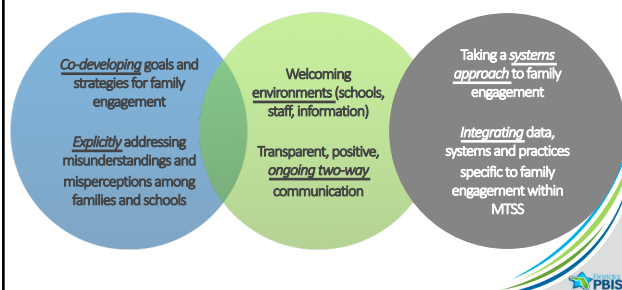 Co-developing goals and
strategies for family
engagement
Explicitly addressing
misunderstandings and
misperceptions among
families and schools
Welcoming
environments (schools,
staff, information)
Transparent, positive,
ongoing two-way
communication
Taking a systems
approach to family
engagement
Integrating data,
systems and practices
specific to family
engagement within
MTSS
Florida
PBIS